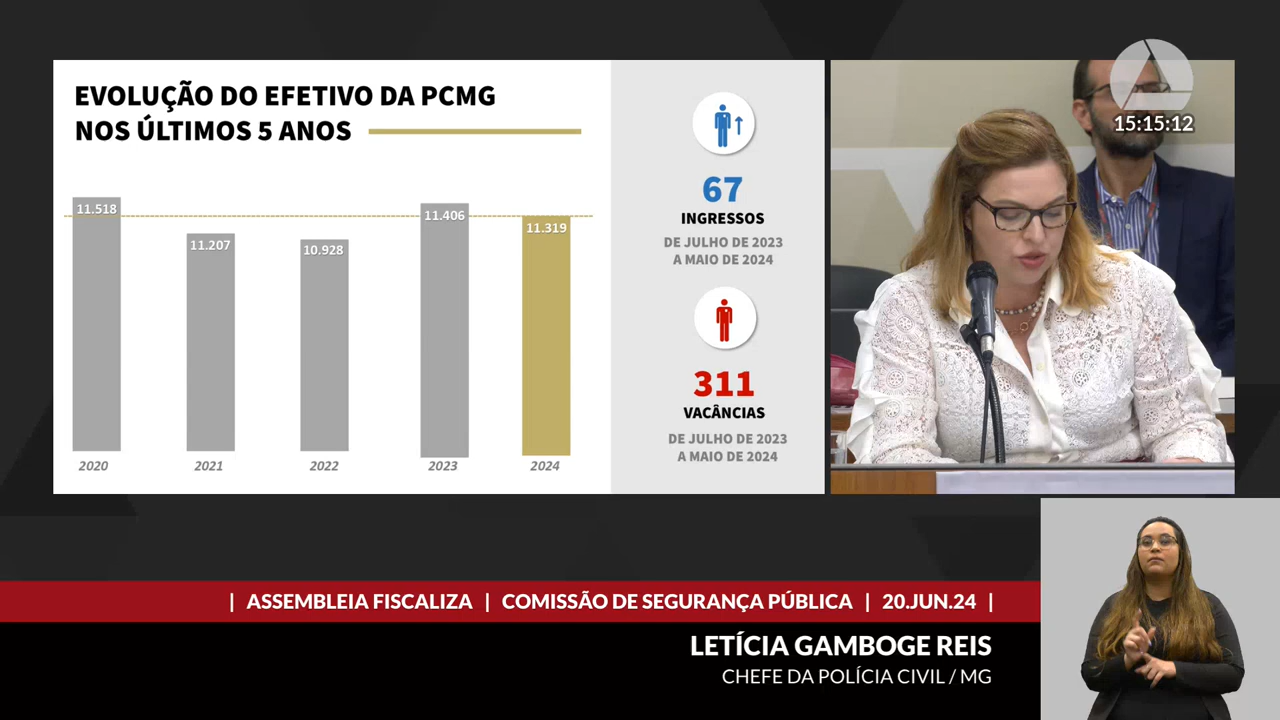 EVOLUÇÃO DO EFETIVO DA PCMG
NOS ÚLTIMOS 5 ANOS
11.518
11.207
10.928
11.406
11.319
2020
2021
2022
2023
2024
67
INGRESSOS
DE JULHO DE 2023
A MAIO DE 2024
311
VACÂNCIAS
DE JULHO DE 2023
A MAIO DE 2024
15:15:12
| ASSEMBLEIA FISCALIZA | COMISSÃO DE SEGURANÇA PÚBLICA | 20.JUN.24 |
LETÍCIA GAMBOGE REIS
CHEFE DA POLÍCIA CIVIL / MG